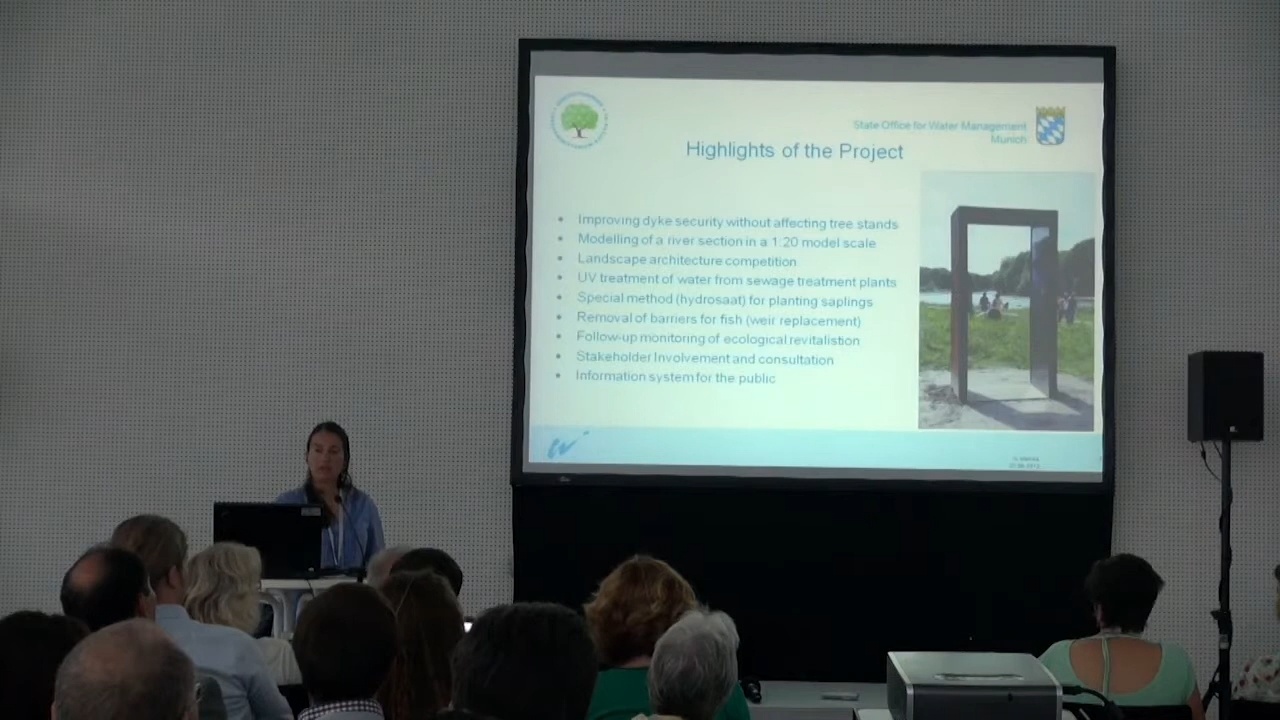 State Office for Water Management
Munich
Highlights of the Project
• Improving dyke security without affecting tree stands
• Modelling of a river section in a 1:20 model scale
• Landscape architecture competition
• UV treatment of water from sewage treatment plants
• Special method (hydrosaat) for planting saplings
• Removal of barriers for fish (weir replacement)
• Follow-up monitoring of ecological revitalistion
• Stakeholder Involvement and consultation
• Information system for the public